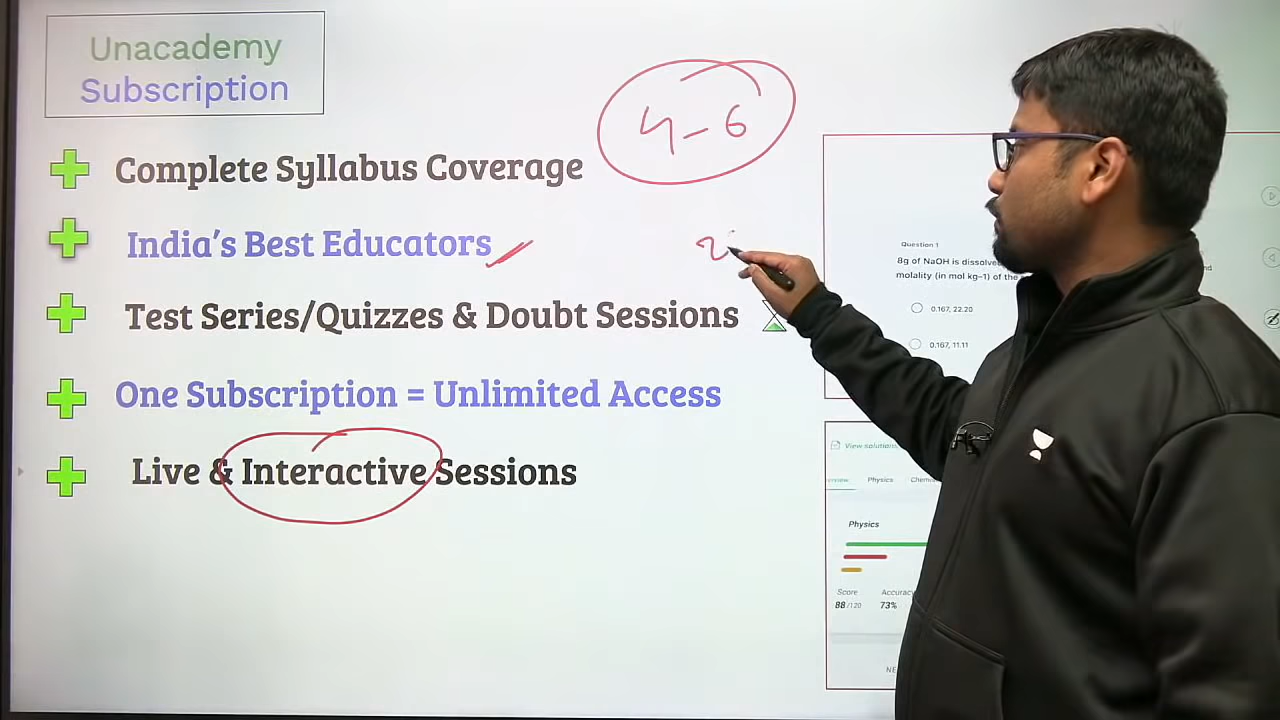 Unacademy
Subscription
4-6
Complete Syllabus Coverage
India's Best Educators
Test Series/Quizzes & Doubt Sessions
One Subscription = Unlimited Access
Live & Interactive Sessions
Question 1
8g of NaOH is dissolved
molality (in mol kg-1) of the
0.167, 22.20
0.167, 11.11
View solutions
Physics
Physics
Score
Accuracy
88 /120
73%